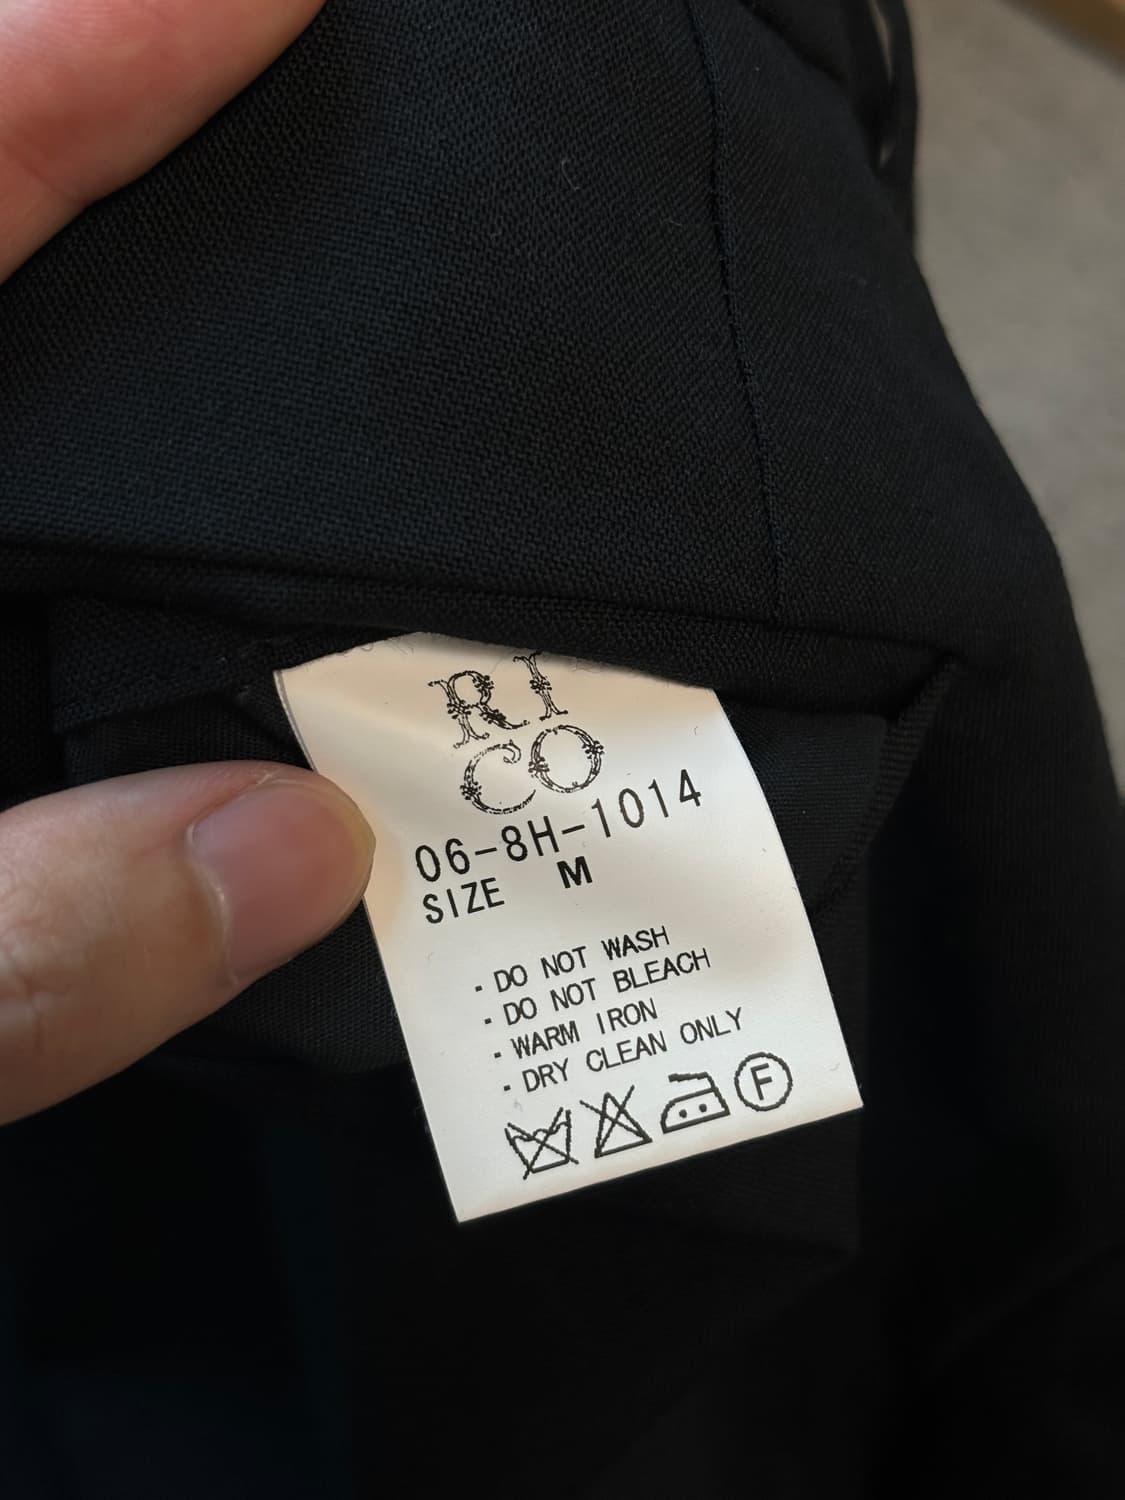 RI
CO
06-8H-1014
SIZE M
・DO NOT WASH
・DO NOT BLEACH
・WARM IRON
・DRY CLEAN ONLY
F